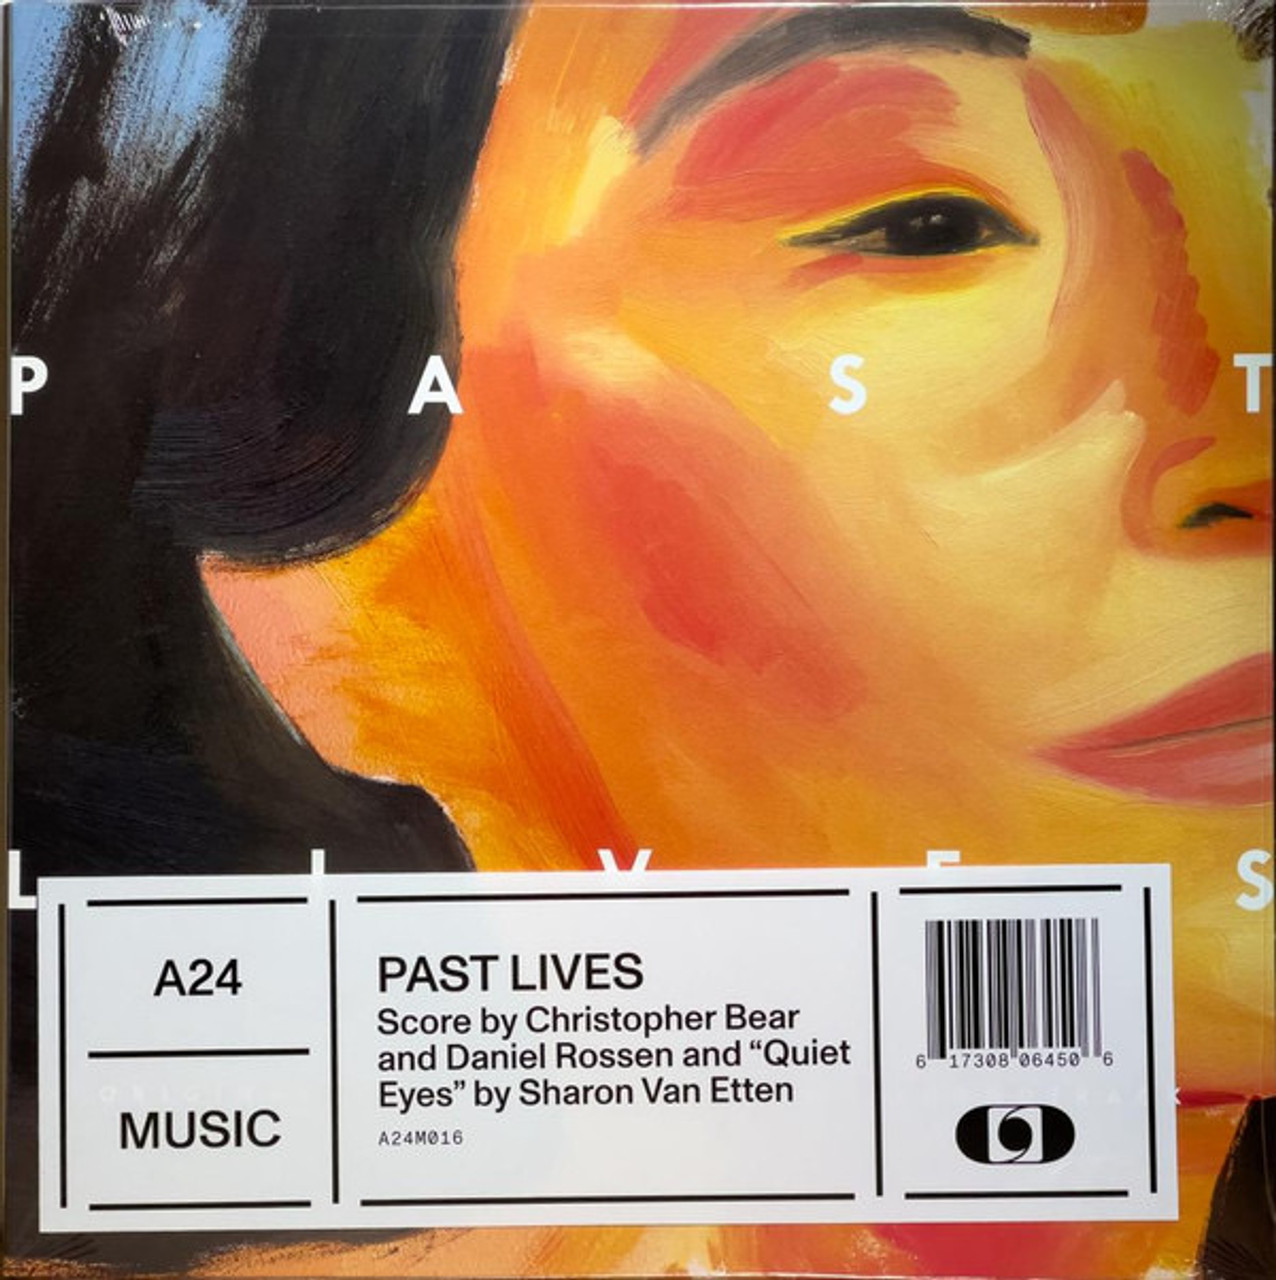 P A S T
L I V E S
A24
MUSIC
PAST LIVES
Score by Christopher Bear
and Daniel Rossen and “Quiet
Eyes” by Sharon Van Etten
A24M016
6 17308 06450 6